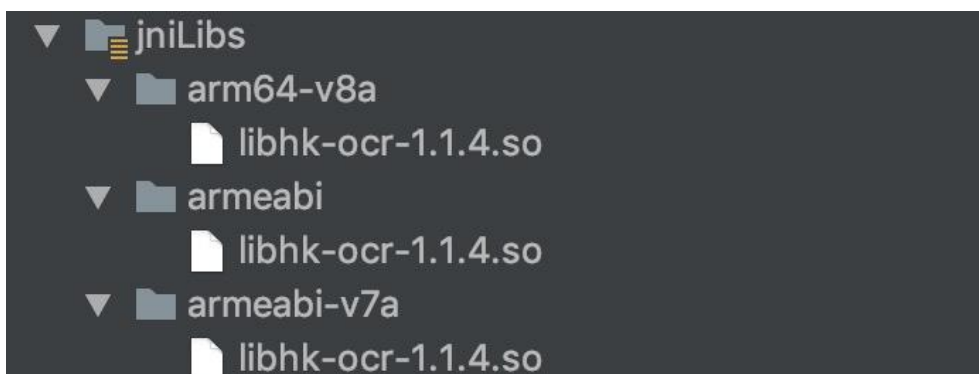 jniLibs
arm64-v8a
libhk-ocr-1.1.4.so
armeabi
libhk-ocr-1.1.4.so
armeabi-v7a
libhk-ocr-1.1.4.so